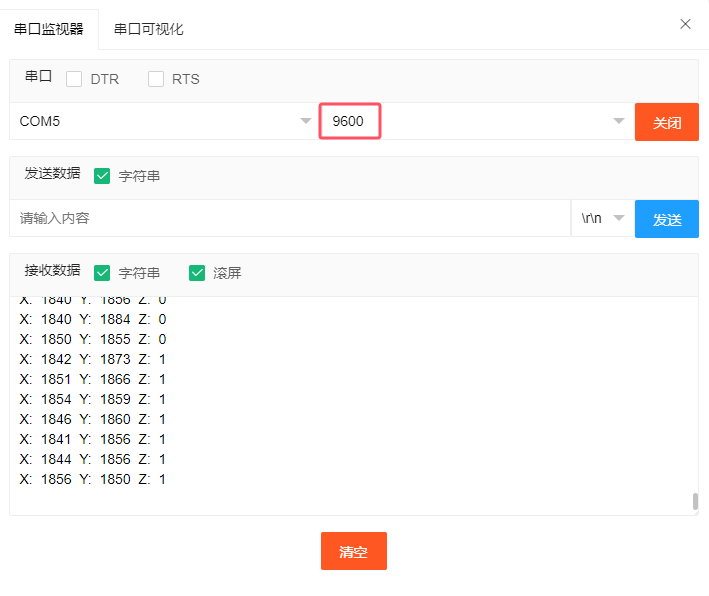 串口监视器 串口可视化
串口 DTR RTS
COM5 9600 关闭
发送数据 字符串
请输入内容 \r\n 发送
接收数据 字符串 滚屏
X: 1840 Y: 1856 Z: 0
X: 1840 Y: 1884 Z: 0
X: 1850 Y: 1855 Z: 0
X: 1842 Y: 1873 Z: 1
X: 1851 Y: 1866 Z: 1
X: 1854 Y: 1859 Z: 1
X: 1846 Y: 1860 Z: 1
X: 1841 Y: 1856 Z: 1
X: 1844 Y: 1856 Z: 1
X: 1856 Y: 1850 Z: 1
清空